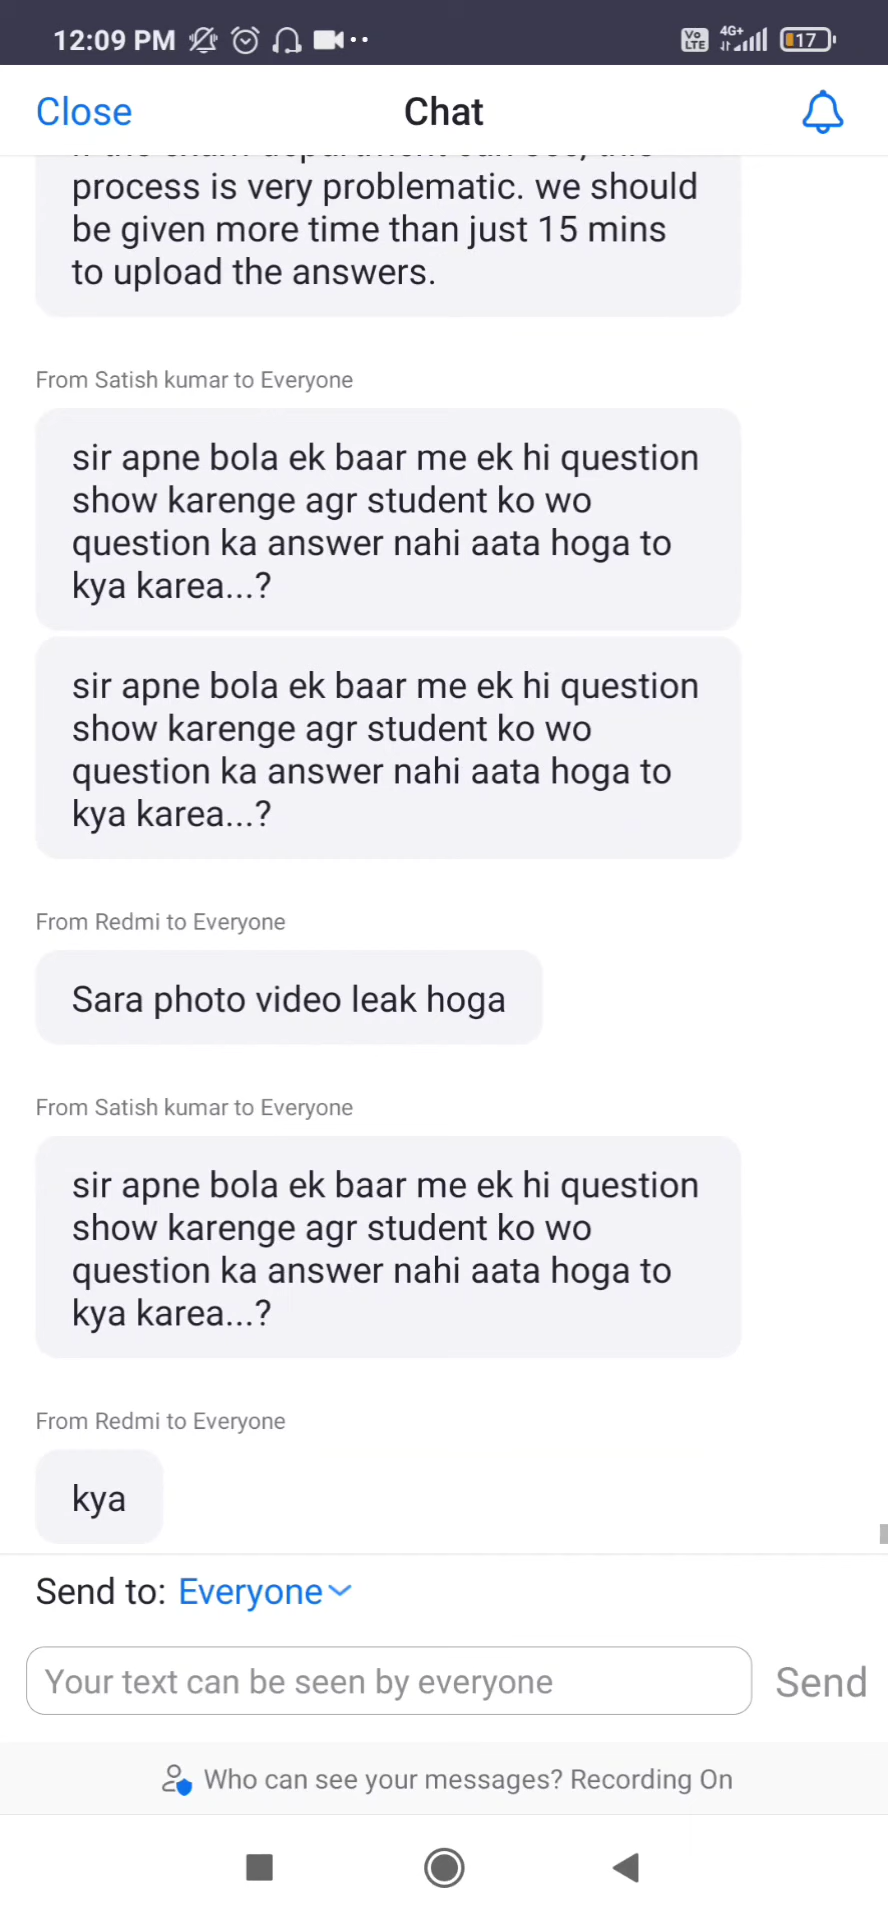 12:09 PM
Vo LTE 4G+ 17
Close
Chat
process is very problematic. we should
be given more time than just 15 mins
to upload the answers.
From Satish kumar to Everyone
sir apne bola ek baar me ek hi question
show karenge agr student ko wo
question ka answer nahi aata hoga to
kya karea...?
sir apne bola ek baar me ek hi question
show karenge agr student ko wo
question ka answer nahi aata hoga to
kya karea...?
From Redmi to Everyone
Sara photo video leak hoga
From Satish kumar to Everyone
sir apne bola ek baar me ek hi question
show karenge agr student ko wo
question ka answer nahi aata hoga to
kya karea...?
From Redmi to Everyone
kya
Send to: Everyone
Your text can be seen by everyone
Send
Who can see your messages? Recording On